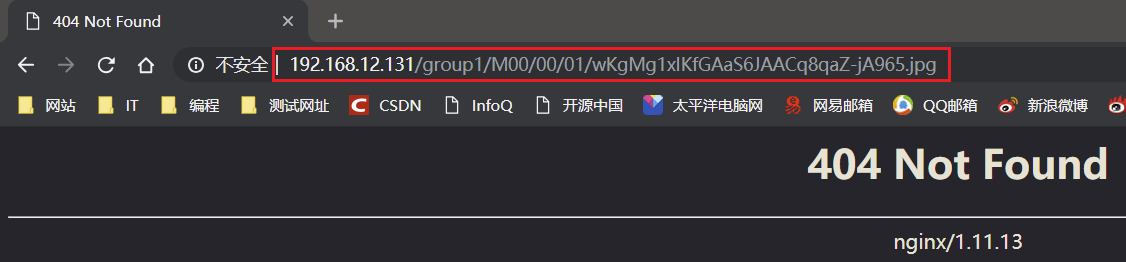 404 Not Found
不安全 192.168.12.131/group1/M00/00/01/wKgMg1xIKfGAaS6JAACq8qaZ-jA965.jpg
网站 IT 编程 测试网址 CSDN InfoQ 开源中国 太平洋电脑网 网易邮箱 QQ邮箱 新浪微博
404 Not Found
nginx/1.11.13